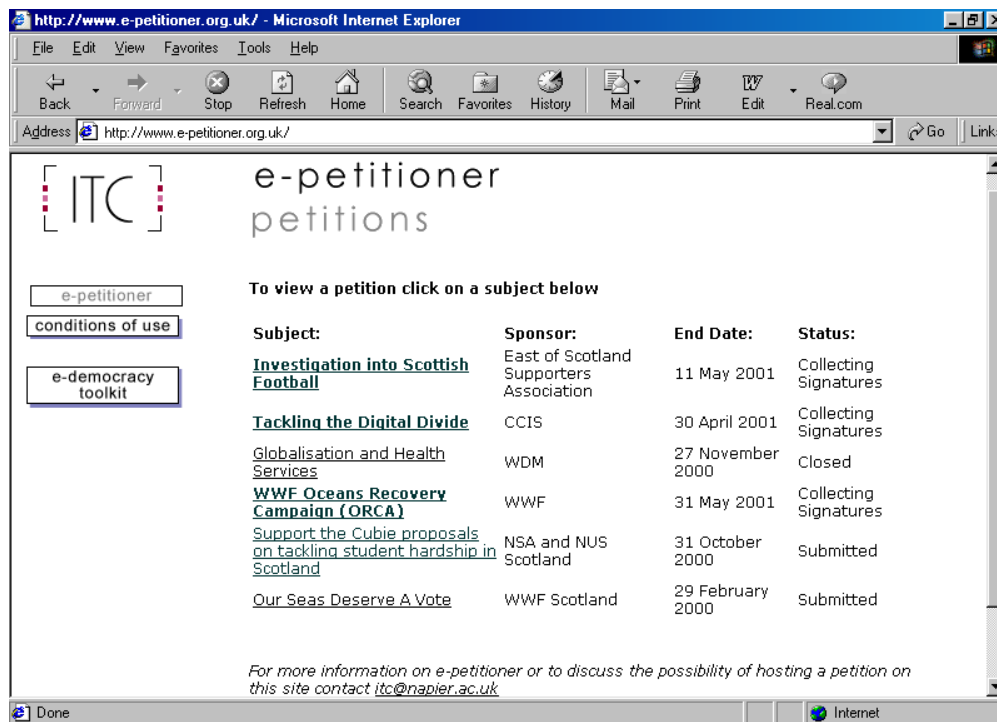 http://www.e-petitioner.org.uk/ - Microsoft Internet Explorer
File Edit View Favorites Tools Help
Back Forward Stop Refresh Home Search Favorites History Mail Print Edit Real.com
Address http://www.e-petitioner.org.uk/ Go Links
ITC
e-petitioner
petitions
e-petitioner
conditions of use
e-democracy
toolkit
To view a petition click on a subject below
Subject: Sponsor: End Date: Status:
Investigation into Scottish
Football
East of Scotland
Supporters
Association
11 May 2001
Collecting
Signatures
Tackling the Digital Divide
CCIS
30 April 2001
Collecting
Signatures
Globalisation and Health
Services
WDM
27 November
2000
Closed
WWF Oceans Recovery
Campaign (ORCA)
WWF
31 May 2001
Collecting
Signatures
Support the Cubie proposals
on tackling student hardship in
Scotland
NSA and NUS
Scotland
31 October
2000
Submitted
Our Seas Deserve A Vote
WWF Scotland
29 February
2000
Submitted
For more information on e-petitioner or to discuss the possibility of hosting a petition on
this site contact itc@napier.ac.uk
Done Internet